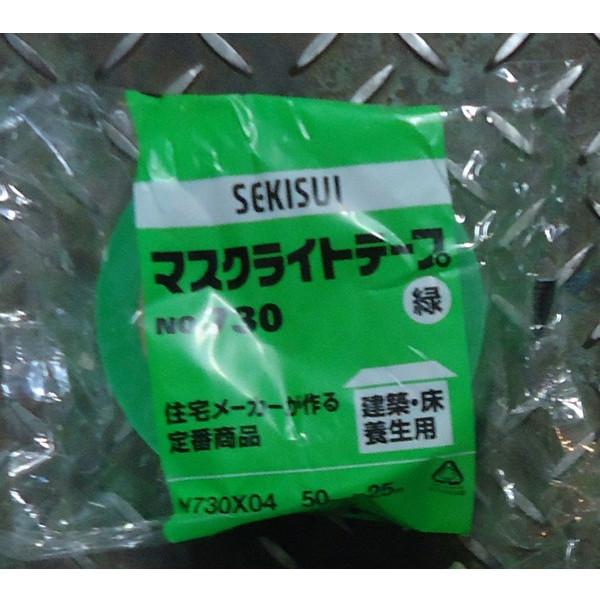 SEKISUI
マスクライトテープ®
緑
No.730
住宅メーカーが作る
定番商品
建築・床
養生用
N730X04 50 25